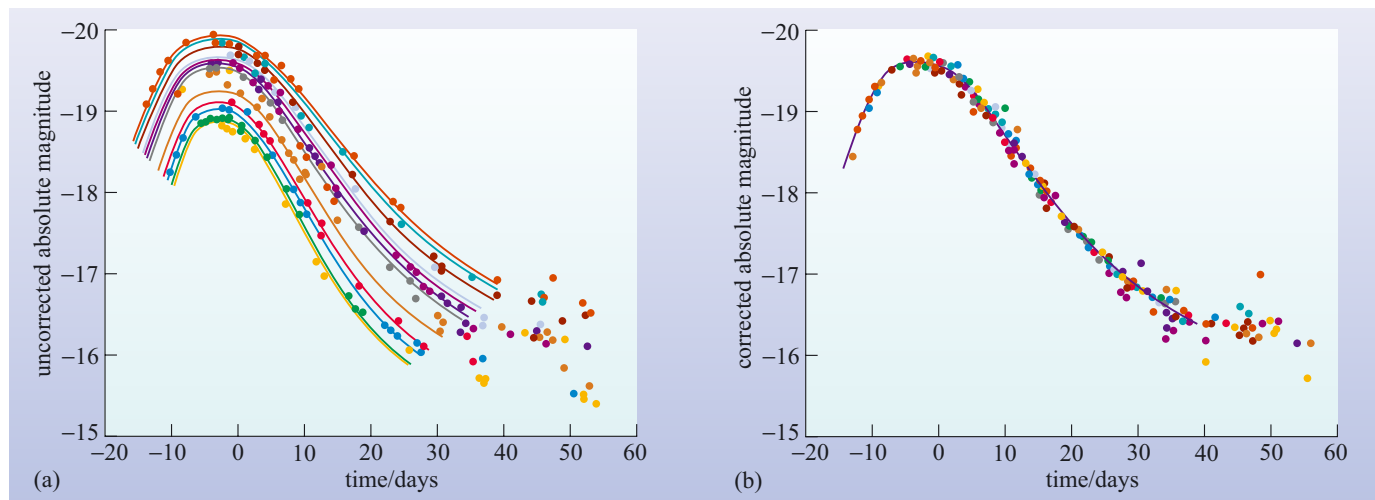 −20
−19
−18
−17
−16
−15
uncorrected absolute magnitude
−20 −10 0 10 20 30 40 50 60
time/days
(a)
−20
−19
−18
−17
−16
−15
corrected absolute magnitude
−20 −10 0 10 20 30 40 50 60
time/days
(b)